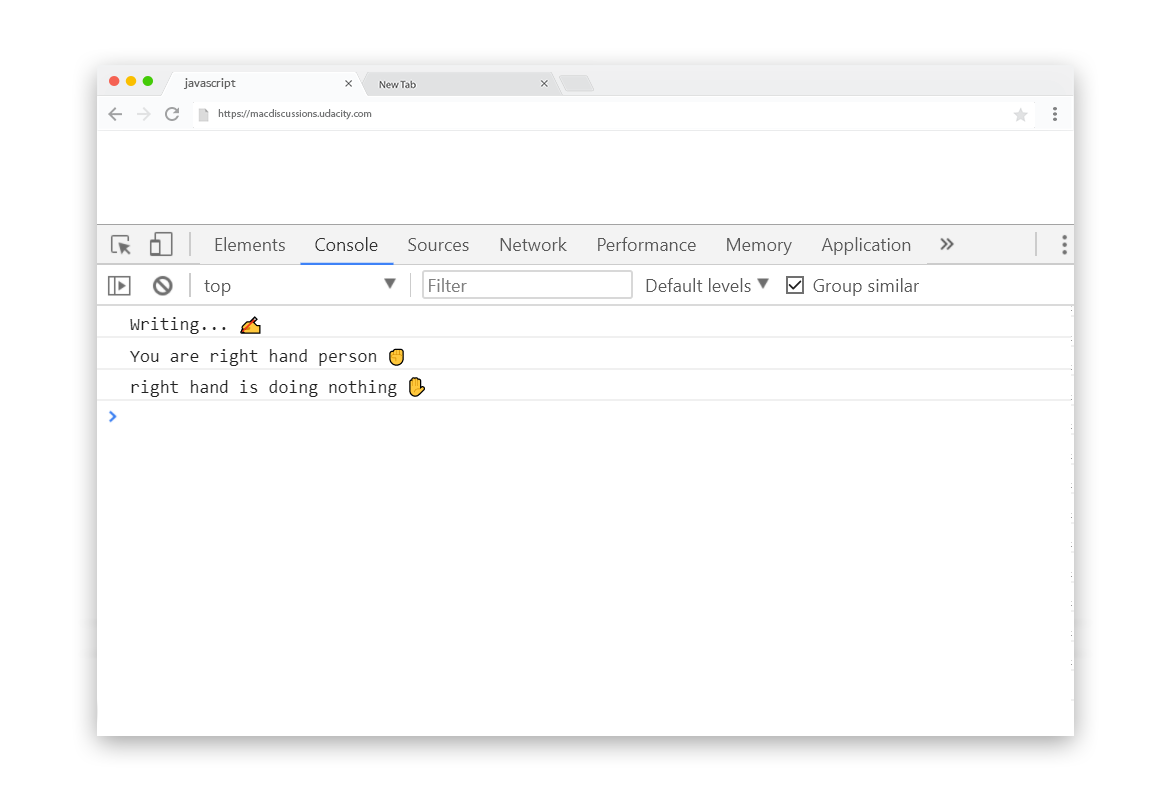 javascript
New Tab
https://macdiscussions.udacity.com
Elements Console Sources Network Performance Memory Application »
top Filter Default levels Group similar
Writing... ✍
You are right hand person ✊
right hand is doing nothing ✋